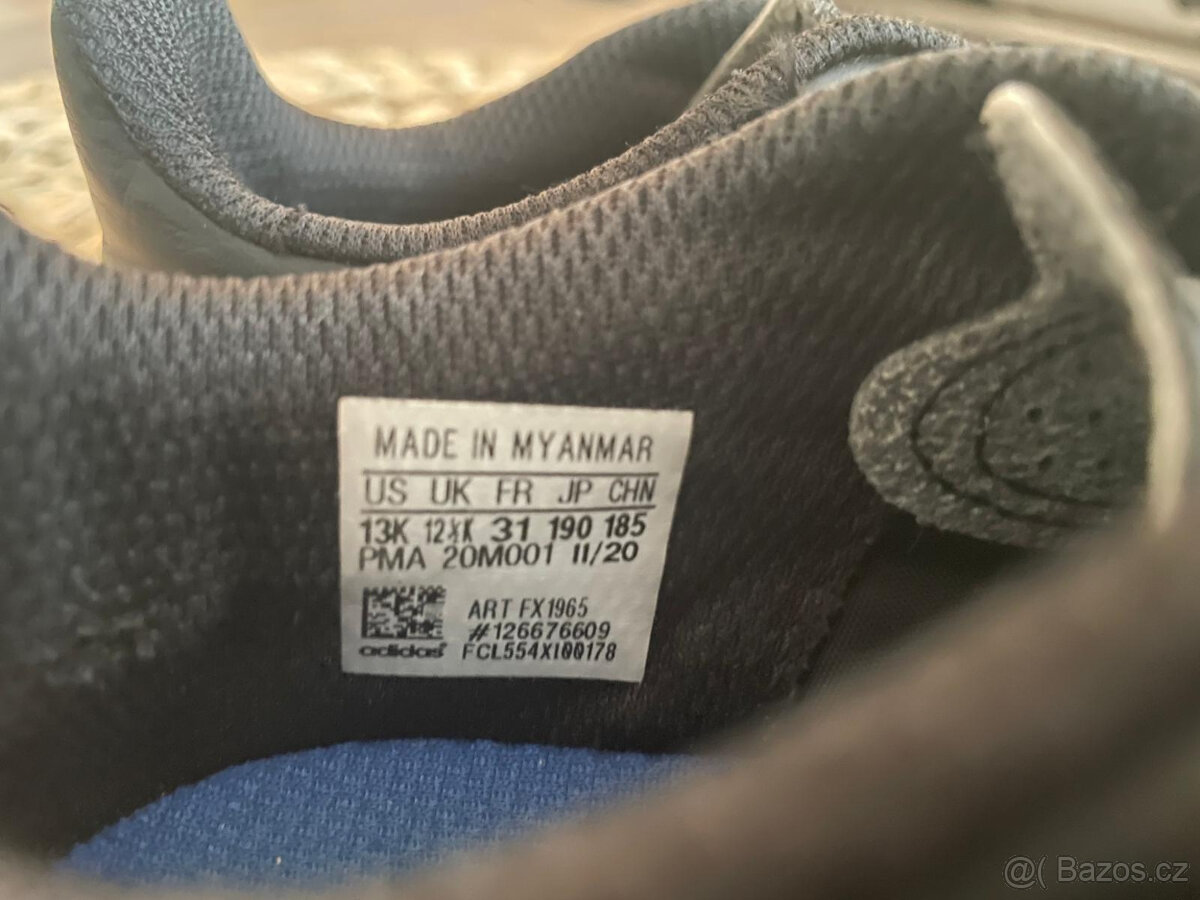 MADE IN MYANMAR
US UK FR JP CHN
13K 12½K 31 190 185
PMA 20M001 11/20
ART FX1965
#126676609
adidas FCL554XI00178
@( Bazos.cz